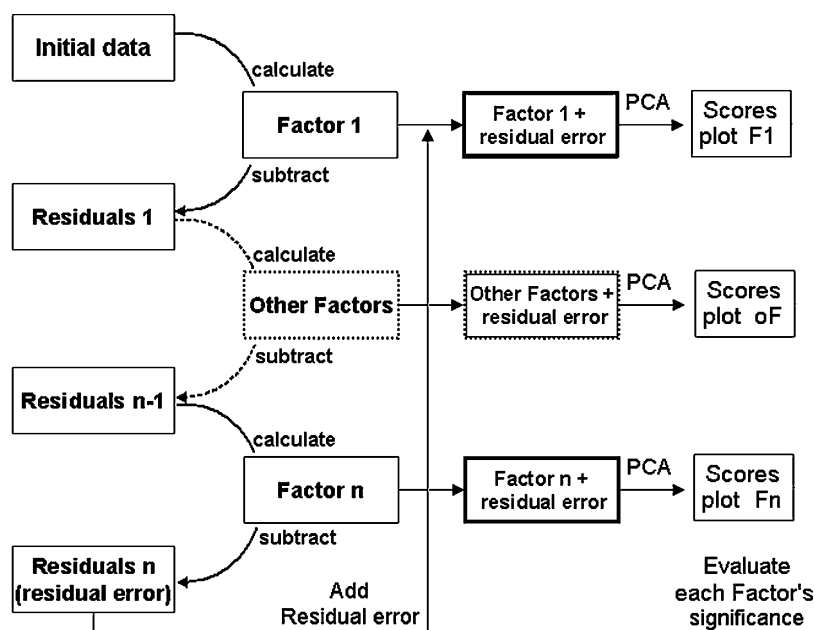 Initial data
calculate
Factor 1
Factor 1 +
residual error
PCA
Scores
plot F1
subtract
Residuals 1
calculate
Other Factors
Other Factors +
residual error
PCA
Scores
plot oF
subtract
Residuals n-1
calculate
Factor n
Factor n +
residual error
PCA
Scores
plot Fn
subtract
Residuals n
(residual error)
Add
Residual error
Evaluate
each Factor's
significance